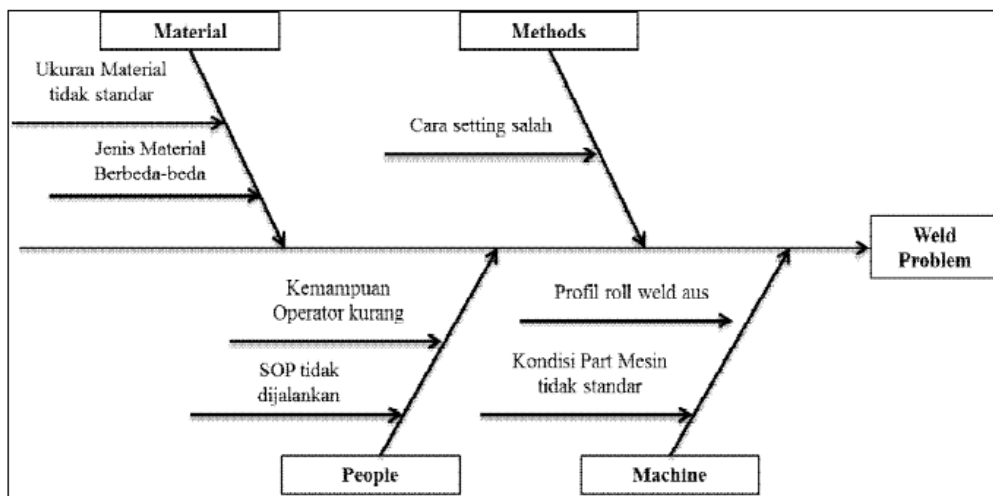 Material
Methods
Ukuran Material
tidak standar
Cara setting salah
Jenis Material
Berbeda-beda
Weld
Problem
Kemampuan
Operator kurang
Profil roll weld aus
SOP tidak
dijalankan
Kondisi Part Mesin
tidak standar
People
Machine